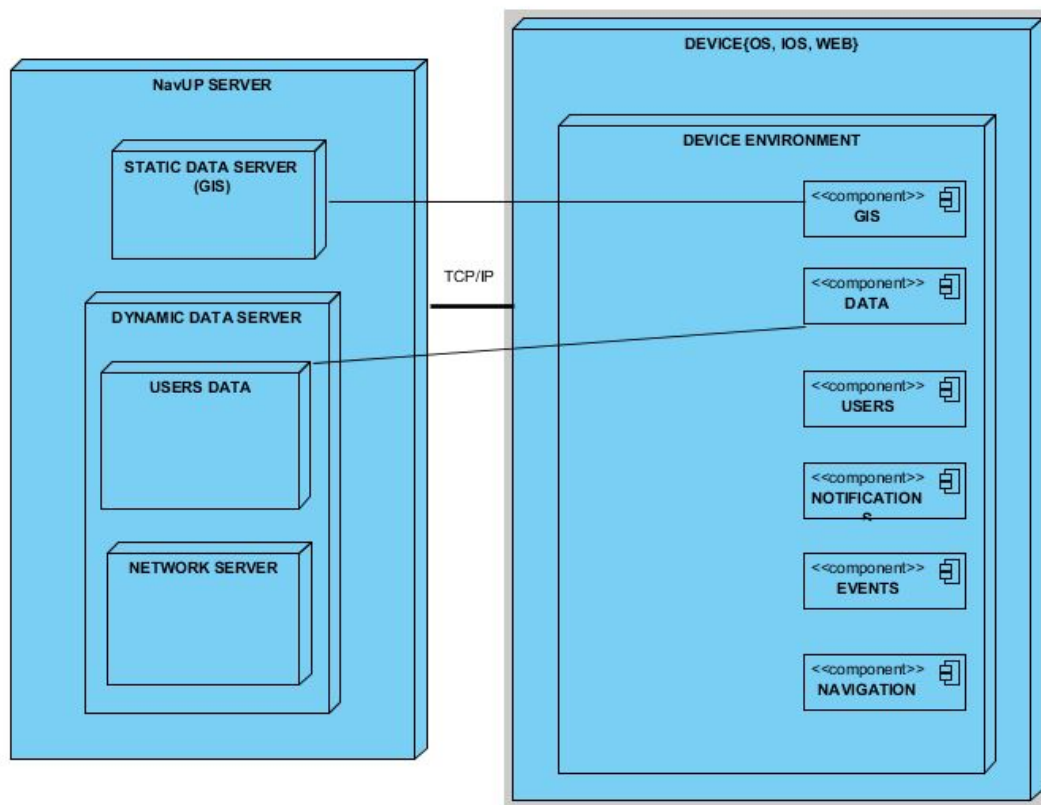 NavUP SERVER
STATIC DATA SERVER
(GIS)
DYNAMIC DATA SERVER
USERS DATA
NETWORK SERVER
TCP/IP
DEVICE{OS, IOS, WEB}
DEVICE ENVIRONMENT
<<component>>
GIS
<<component>>
DATA
<<component>>
USERS
<<component>>
NOTIFICATION
S
<<component>>
EVENTS
<<component>>
NAVIGATION